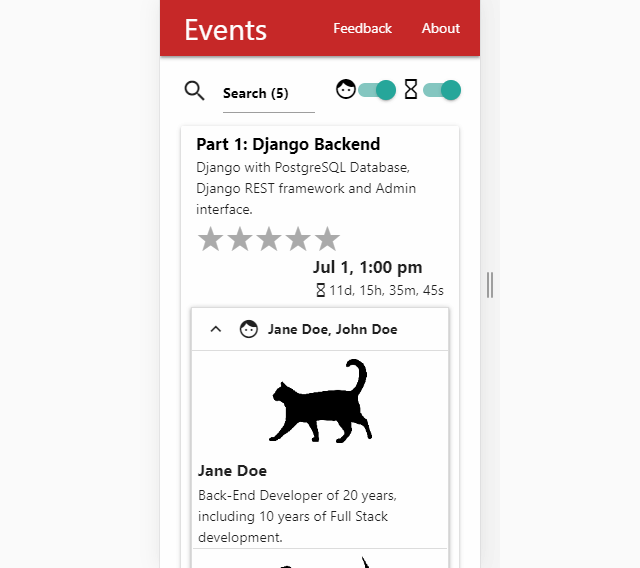 Events Feedback About
Search (5)
Part 1: Django Backend
Django with PostgreSQL Database,
Django REST framework and Admin
interface.
Jul 1, 1:00 pm
11d, 15h, 35m, 45s
Jane Doe, John Doe
Jane Doe
Back-End Developer of 20 years,
including 10 years of Full Stack
development.